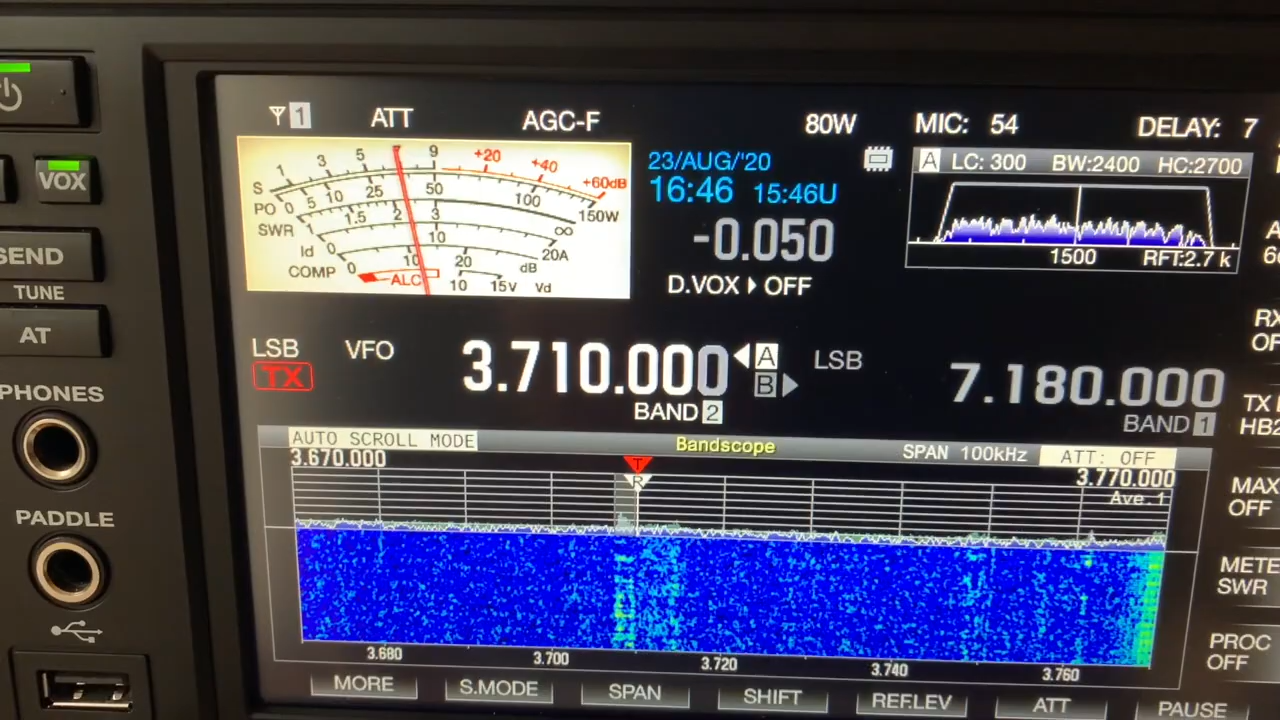 1 ATT AGC-F 80W MIC: 54 DELAY: 7
VOX
SEND
TUNE
AT
PHONES
PADDLE
S 1 3 5 7 9 +20 +40 +60dB
PO 0 5 10 25 50 100 150W
SWR 1 1.5 2 3 ∞
Id 0 10 20A
COMP 0 10 20 dB
ALC 10 15V Vd
23/AUG/'20
16:46 15:46U
-0.050
D.VOX OFF
A LC: 300 BW:2400 HC:2700
1500 RFT:2.7 k
LSB VFO 3.710.000 A LSB 7.180.000
TX B
BAND 2 BAND 1
AUTO SCROLL MODE Bandscope SPAN 100kHz ATT: OFF
3.670.000 T 3.770.000
R Ave.1
3.680 3.700 3.720 3.740 3.760
MORE S.MODE SPAN SHIFT REF.LEV ATT PAUSE
RX
OF
TX
HB2
MAX
OFF
METE
SWR
PROC
OFF